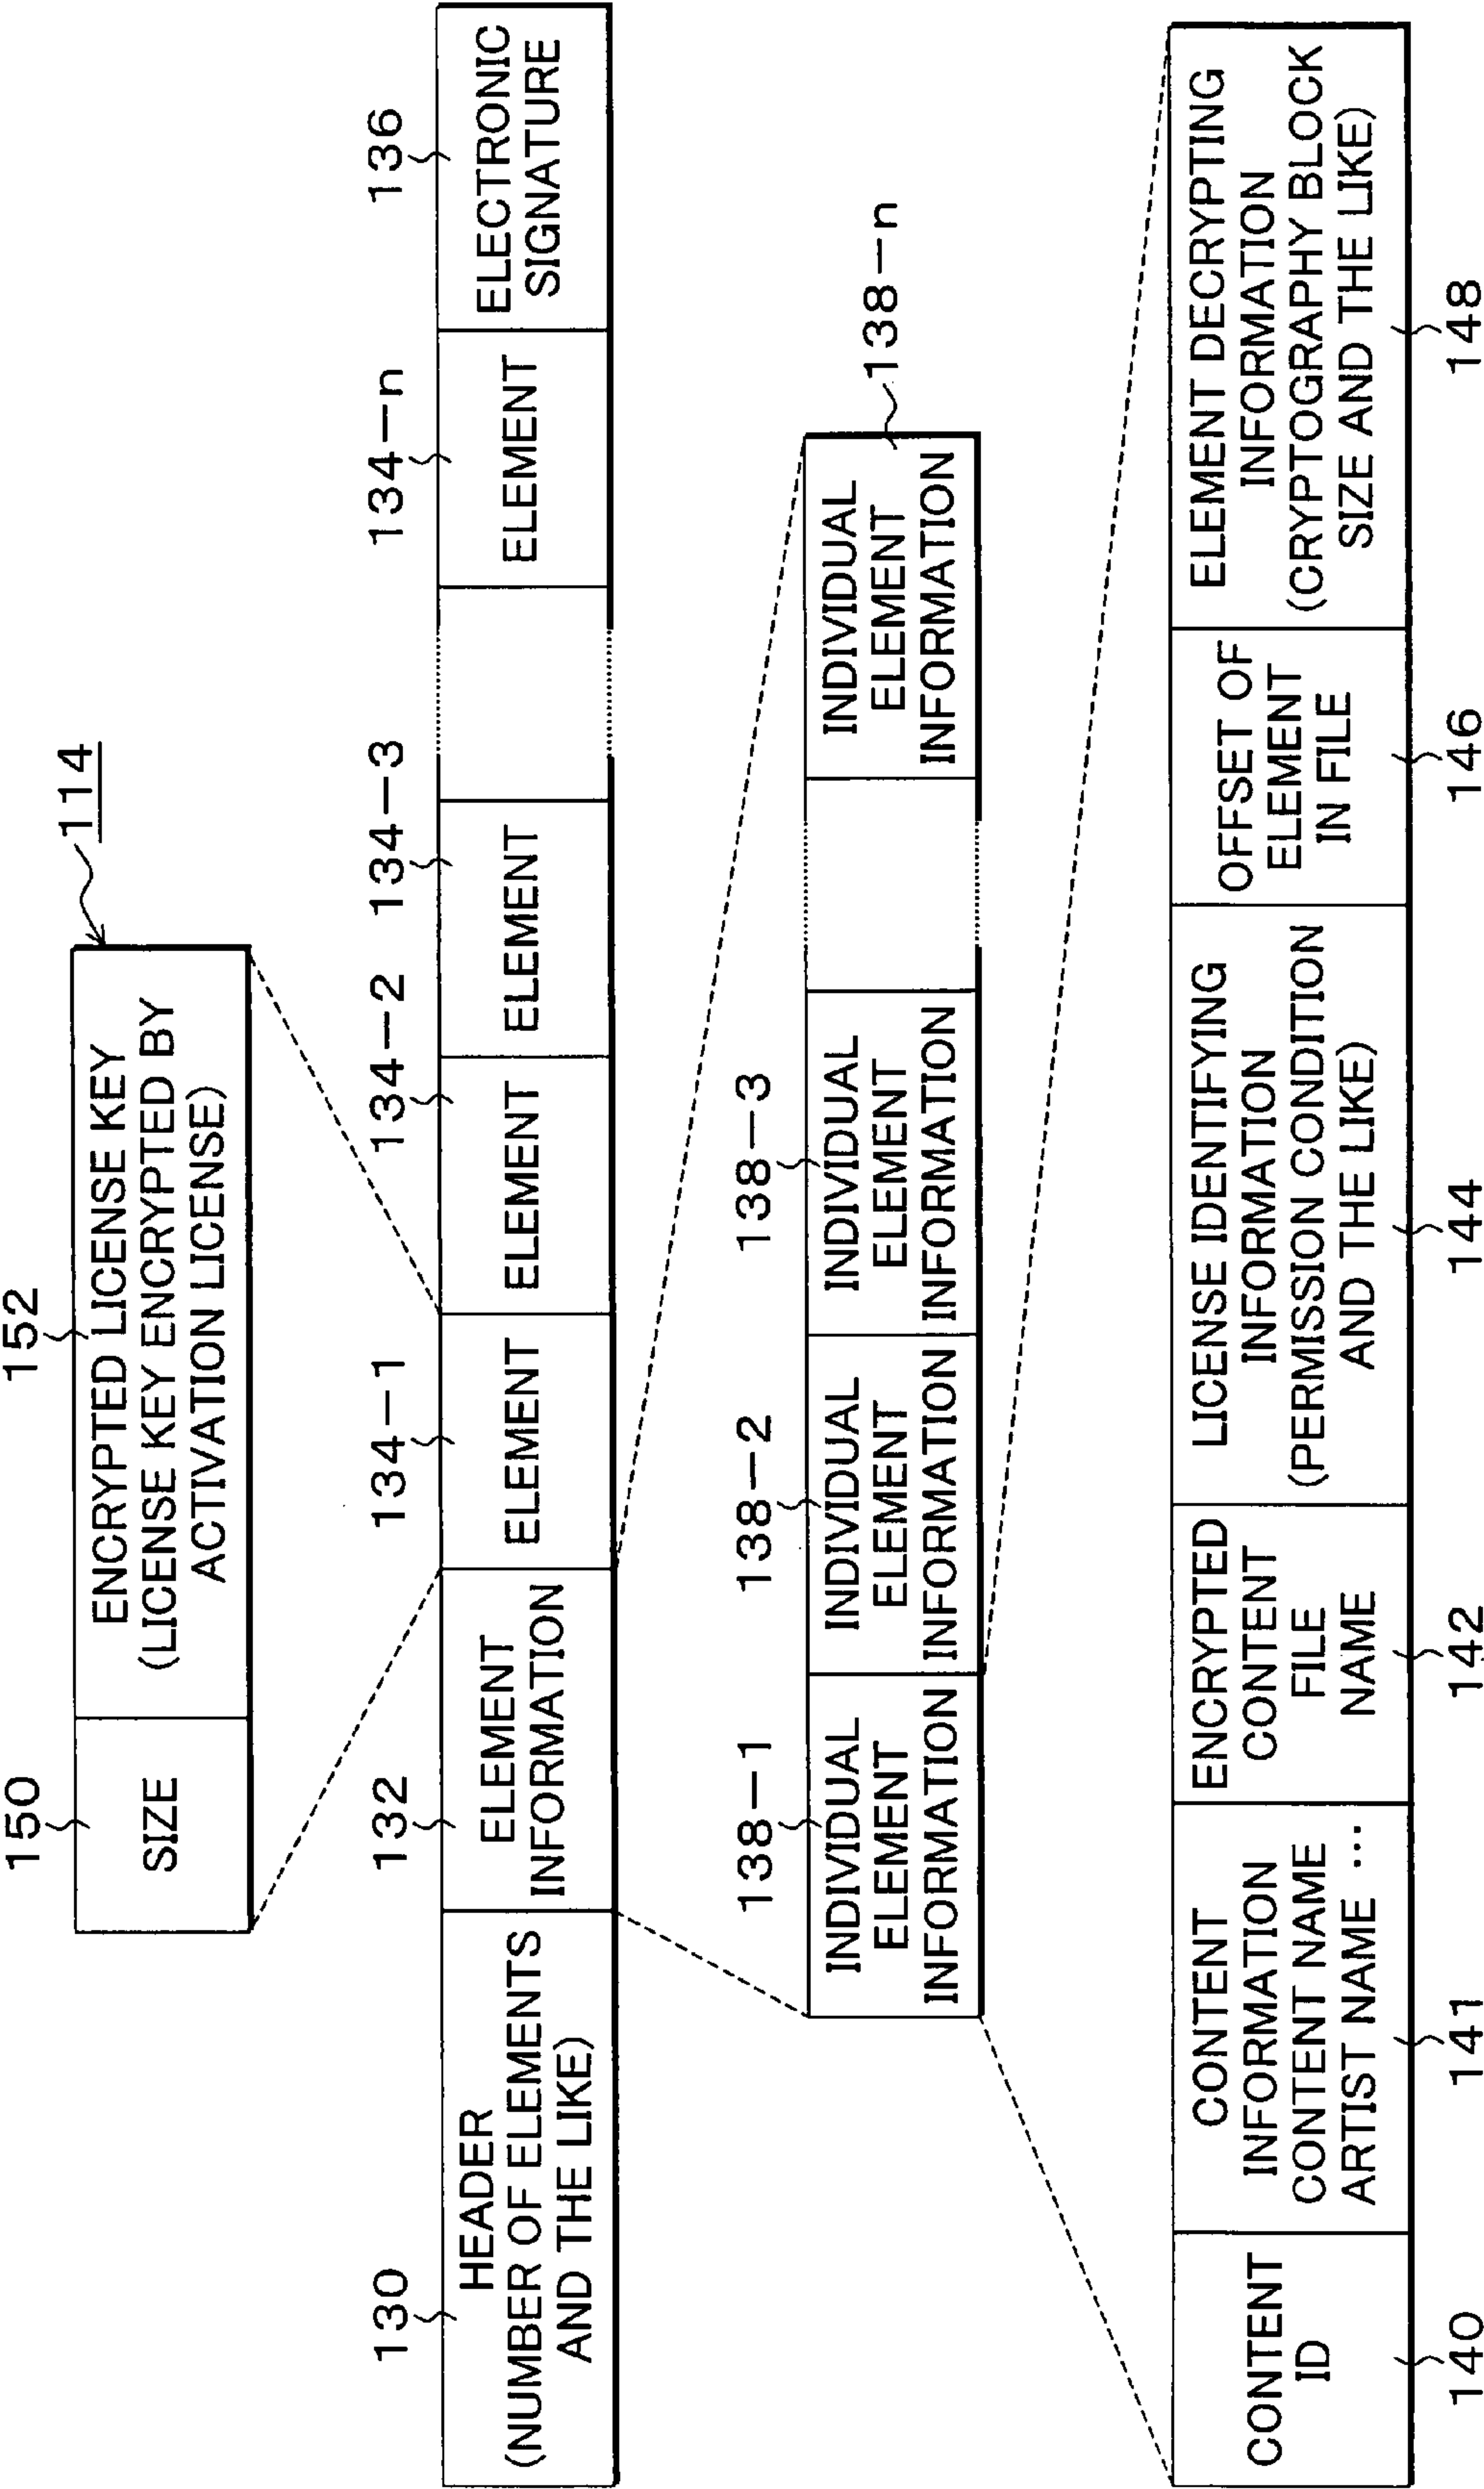 114
150
152
SIZE
ENCRYPTED LICENSE KEY
(LICENSE KEY ENCRYPTED BY
ACTIVATION LICENSE)
130
132
134-1
134-2
134-3
134-n
136
HEADER
(NUMBER OF ELEMENTS
AND THE LIKE)
ELEMENT
INFORMATION
ELEMENT
ELEMENT
ELEMENT
ELEMENT
ELECTRONIC
SIGNATURE
138-1
138-2
138-3
138-n
INDIVIDUAL
ELEMENT
INFORMATION
INDIVIDUAL
ELEMENT
INFORMATION
INDIVIDUAL
ELEMENT
INFORMATION
INDIVIDUAL
ELEMENT
INFORMATION
CONTENT
ID
CONTENT
INFORMATION
CONTENT NAME
ARTIST NAME ...
ENCRYPTED
CONTENT
FILE
NAME
LICENSE IDENTIFYING
INFORMATION
(PERMISSION CONDITION
AND THE LIKE)
OFFSET OF
ELEMENT
IN FILE
ELEMENT DECRYPTING
INFORMATION
(CRYPTOGRAPHY BLOCK
SIZE AND THE LIKE)
140
141
142
144
146
148